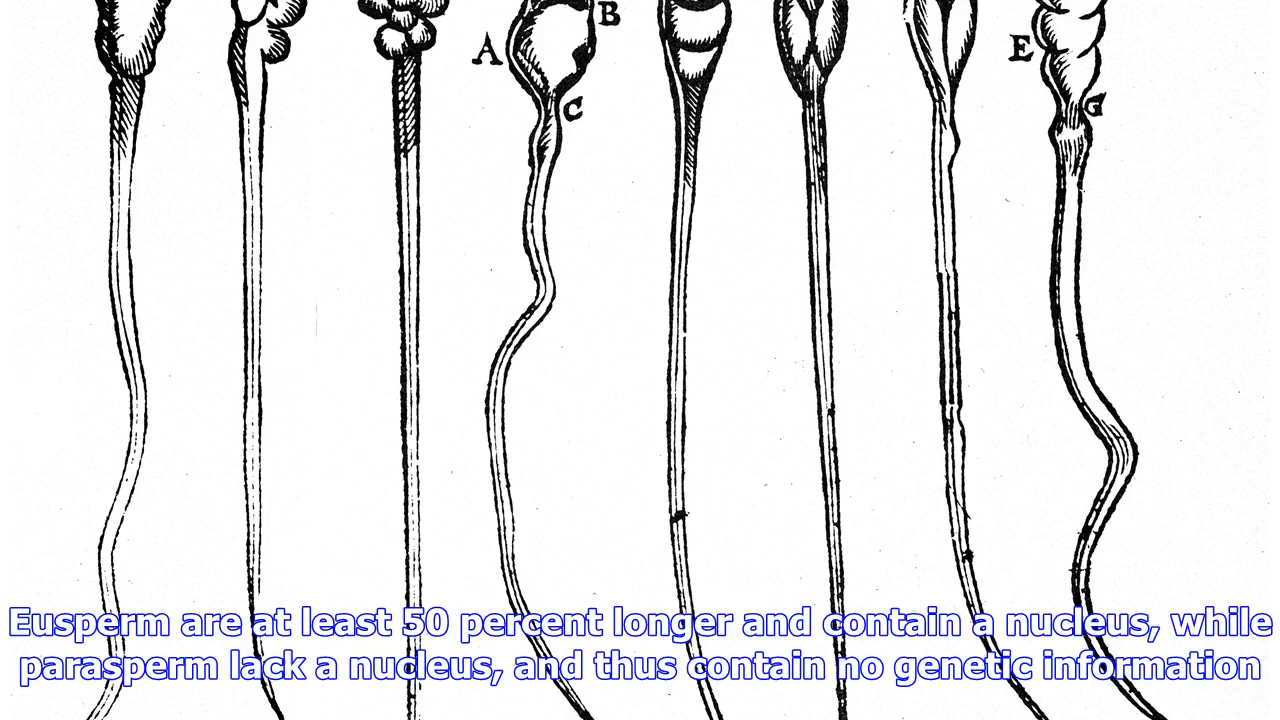 B
A
E
C
G
Eusperm are at least 50 percent longer and contain a nucleus, while
parasperm lack a nucleus, and thus contain no genetic information